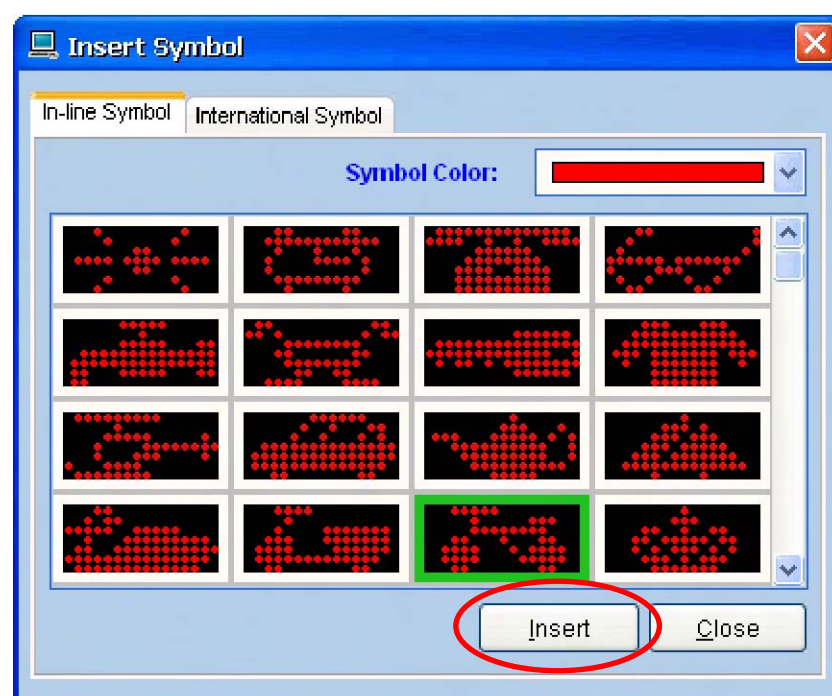 Insert Symbol
In-line Symbol
International Symbol
Symbol Color:
Insert
Close